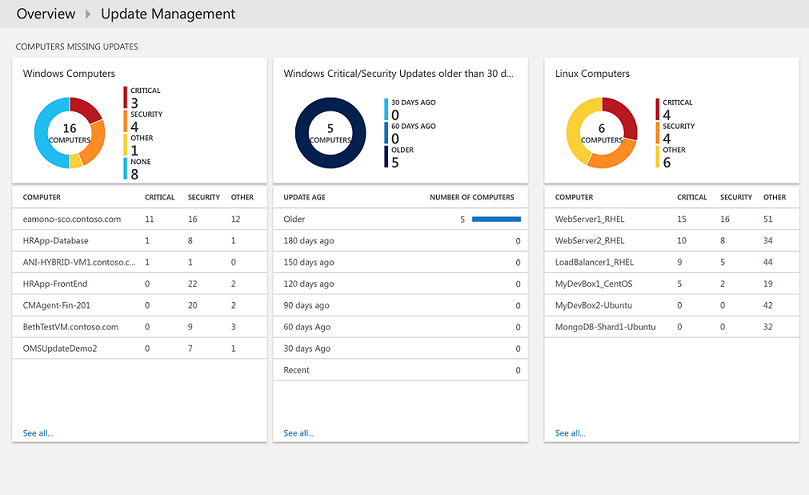 Overview Update Management
COMPUTERS MISSING UPDATES
Windows Computers
16
COMPUTERS
CRITICAL
3
SECURITY
4
OTHER
1
NONE
8
COMPUTER CRITICAL SECURITY OTHER
eamono-sco.contoso.com 11 16 12
HRApp-Database 1 8 1
ANI-HYBRID-VM1.contoso.c... 1 1 0
HRApp-FrontEnd 0 22 2
CMAgent-Fin-201 0 20 2
BethTestVM.contoso.com 0 9 3
OMSUpdateDemo2 0 7 1
See all...
Windows Critical/Security Updates older than 30 d...
5
COMPUTERS
30 DAYS AGO
0
60 DAYS AGO
0
OLDER
5
UPDATE AGE NUMBER OF COMPUTERS
Older 5
180 days ago 0
150 days ago 0
120 days ago 0
90 days ago 0
60 days Ago 0
30 days Ago 0
Recent 0
See all...
Linux Computers
6
COMPUTERS
CRITICAL
4
SECURITY
4
OTHER
6
COMPUTER CRITICAL SECURITY OTHER
WebServer1_RHEL 15 16 51
WebServer2_RHEL 10 8 34
LoadBalancer1_RHEL 9 5 44
MyDevBox1_CentOS 5 2 19
MyDevBox2-Ubuntu 0 0 42
MongoDB-Shard1-Ubuntu 0 0 32
See all...